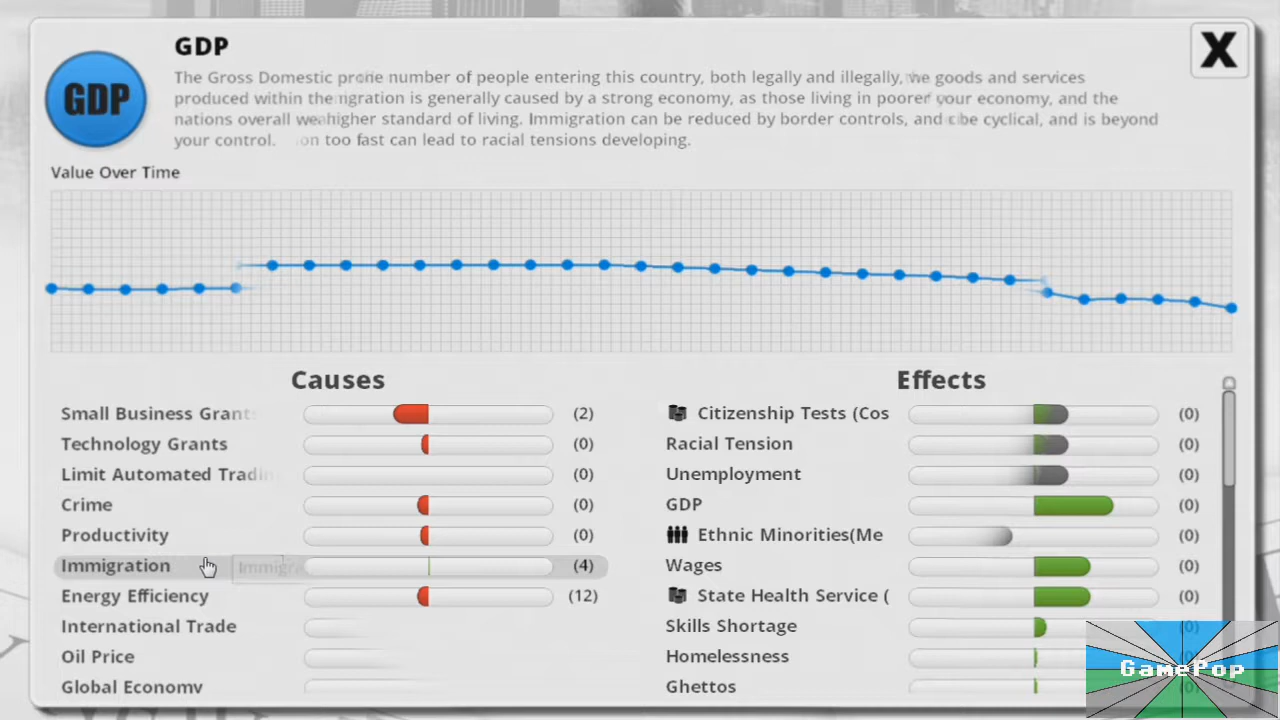 GDP
GDP
The Gross Domestic number of people entering this country, both legally and illegally, goods and services
produced within the migration is generally caused by a strong economy, as those living in poorer your economy, and the
nations overall higher standard of living. Immigration can be reduced by border controls, and be cyclical, and is beyond
your control. on too fast can lead to racial tensions developing.
X
Value Over Time
Causes
Effects
Small Business Grants (2)
Citizenship Tests (Cos (0)
Technology Grants (0)
Racial Tension (0)
Limit Automated Tradin (0)
Unemployment (0)
Crime (0)
GDP (0)
Productivity (0)
Ethnic Minorities(Me (0)
Immigration (4)
Wages (0)
Energy Efficiency (12)
State Health Service ( (0)
International Trade
Skills Shortage
Oil Price
Homelessness
Global Economy
Ghettos
GamePop